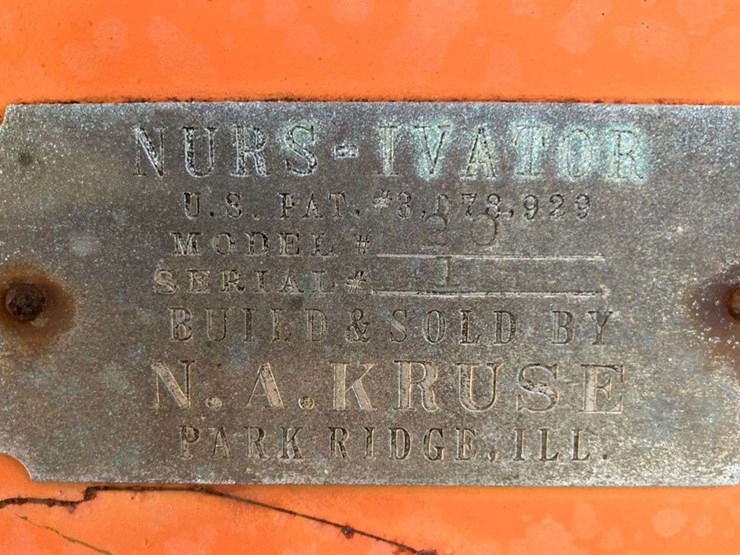 NURS-IVATOR
U.S. PAT. #3,078,929
MODEL #
SERIAL # 1
BUILD & SOLD BY
N.A. KRUSE
PARK RIDGE, ILL.